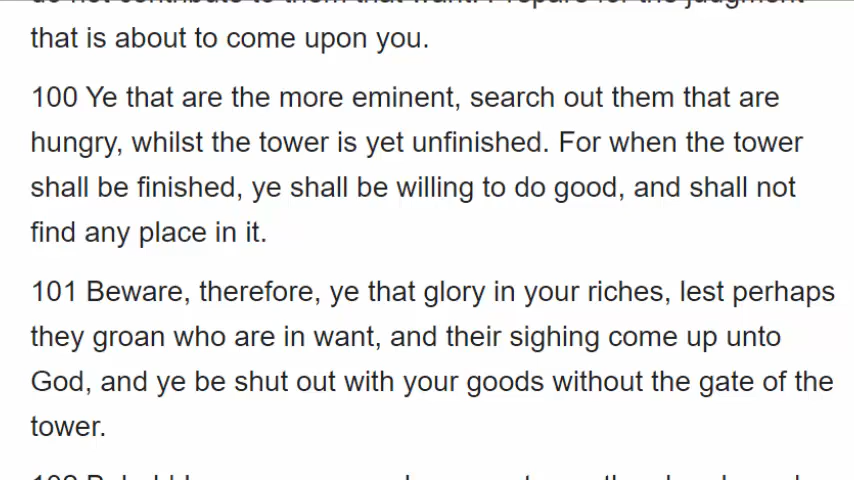 that is about to come upon you.
100 Ye that are the more eminent, search out them that are
hungry, whilst the tower is yet unfinished. For when the tower
shall be finished, ye shall be willing to do good, and shall not
find any place in it.
101 Beware, therefore, ye that glory in your riches, lest perhaps
they groan who are in want, and their sighing come up unto
God, and ye be shut out with your goods without the gate of the
tower.